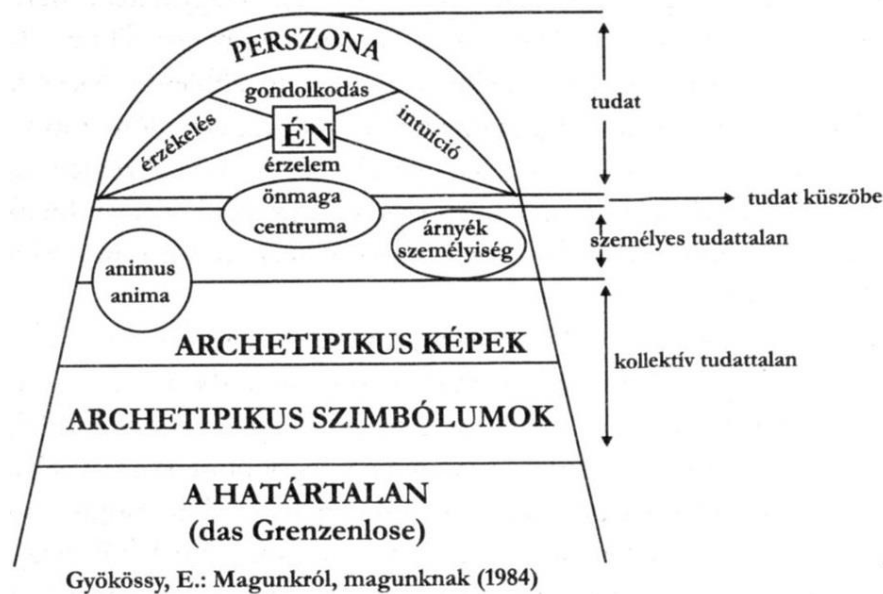 PERSZONA
gondolkodás
érzékelés
ÉN
intuíció
érzelem
tudat
önmaga
centruma
tudat küszöbe
árnyék
személyiség
személyes tudattalan
animus
anima
ARCHETIPIKUS KÉPEK
kollektív tudattalan
ARCHETIPIKUS SZIMBÓLUMOK
A HATÁRTALAN
(das Grenzenlose)
Gyökössy, E.: Magunkról, magunknak (1984)